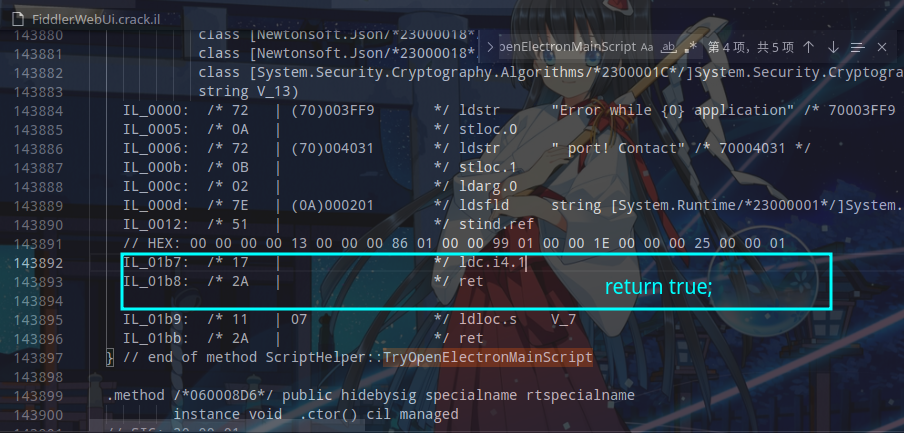 Fiddler.WebUi.crack.il
penElectronMainScript Aa ab .* 第 4 项，共 5 项
143880 class [Newtonsoft.Json/*23000018*/
143881 class [Newtonsoft.Json/*23000018*/
143882 class [System.Security.Cryptography.Algorithms/*2300001C*/]System.Security.Cryptogra
143883 string V_13)
143884 IL_0000: /* 72 | (70)003FF9 */ ldstr "Error while {0} application" /* 70003FF9
143885 IL_0005: /* 0A | */ stloc.0
143886 IL_0006: /* 72 | (70)004031 */ ldstr " port! Contact" /* 70004031 */
143887 IL_000b: /* 0B | */ stloc.1
143888 IL_000c: /* 02 | */ ldarg.0
143889 IL_000d: /* 7E | (0A)000201 */ ldsfld string [System.Runtime/*23000001*/]System.
143890 IL_0012: /* 51 | */ stind.ref
143891 // HEX: 00 00 00 00 13 00 00 00 86 01 00 00 99 01 00 00 1E 00 00 00 25 00 00 01
143892 IL_01b7: /* 17 | */ ldc.i4.1
143893 IL_01b8: /* 2A | */ ret
return true;
143894
143895 IL_01b9: /* 11 | 07 */ ldloc.s V_7
143896 IL_01bb: /* 2A | */ ret
143897 } // end of method ScriptHelper::TryOpenElectronMainScript
143898
143899 .method /*060008D6*/ public hidebysig specialname rtspecialname
143900 instance void .ctor() cil managed